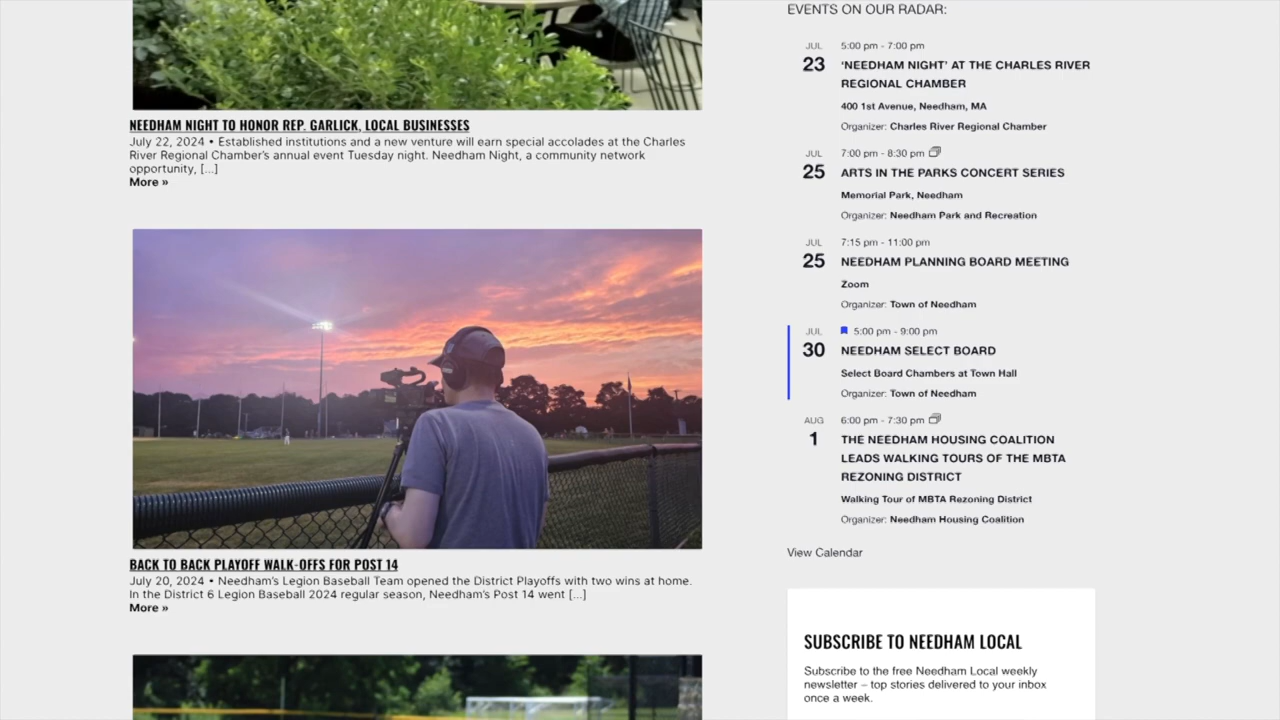 NEEDHAM NIGHT TO HONOR REP. GARLICK, LOCAL BUSINESSES
July 22, 2024 • Established institutions and a new venture will earn special accolades at the Charles
River Regional Chamber's annual event Tuesday night. Needham Night, a community network
opportunity, [...]
More »
BACK TO BACK PLAYOFF WALK-OFFS FOR POST 14
July 20, 2024 • Needham's Legion Baseball Team opened the District Playoffs with two wins at home.
In the District 6 Legion Baseball 2024 regular season, Needham's Post 14 went [...]
More »
EVENTS ON OUR RADAR:
JUL
23
5:00 pm - 7:00 pm
'NEEDHAM NIGHT' AT THE CHARLES RIVER
REGIONAL CHAMBER
400 1st Avenue, Needham, MA
Organizer: Charles River Regional Chamber
JUL
25
7:00 pm - 8:30 pm
ARTS IN THE PARKS CONCERT SERIES
Memorial Park, Needham
Organizer: Needham Park and Recreation
JUL
25
7:15 pm - 11:00 pm
NEEDHAM PLANNING BOARD MEETING
Zoom
Organizer: Town of Needham
JUL
30
5:00 pm - 9:00 pm
NEEDHAM SELECT BOARD
Select Board Chambers at Town Hall
Organizer: Town of Needham
AUG
1
6:00 pm - 7:30 pm
THE NEEDHAM HOUSING COALITION
LEADS WALKING TOURS OF THE MBTA
REZONING DISTRICT
Walking Tour of MBTA Rezoning District
Organizer: Needham Housing Coalition
View Calendar
SUBSCRIBE TO NEEDHAM LOCAL
Subscribe to the free Needham Local weekly
newsletter – top stories delivered to your inbox
once a week.